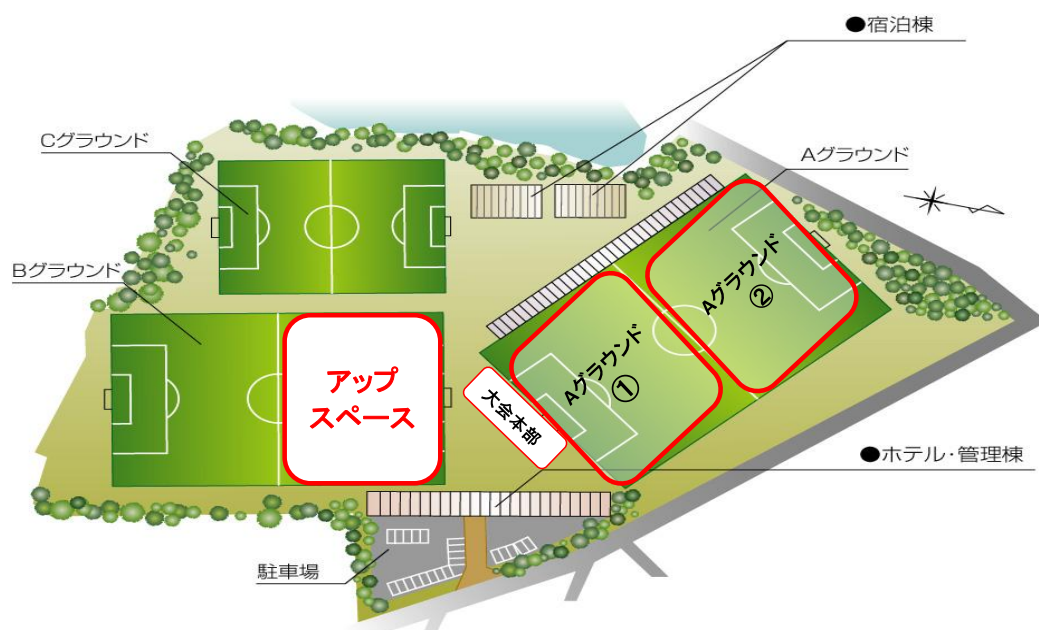 ●宿泊棟
Cグラウンド
Aグラウンド
Bグラウンド
Aグラウンド
②
Aグラウンド
①
アップ
スペース
大会本部
●ホテル・管理棟
駐車場